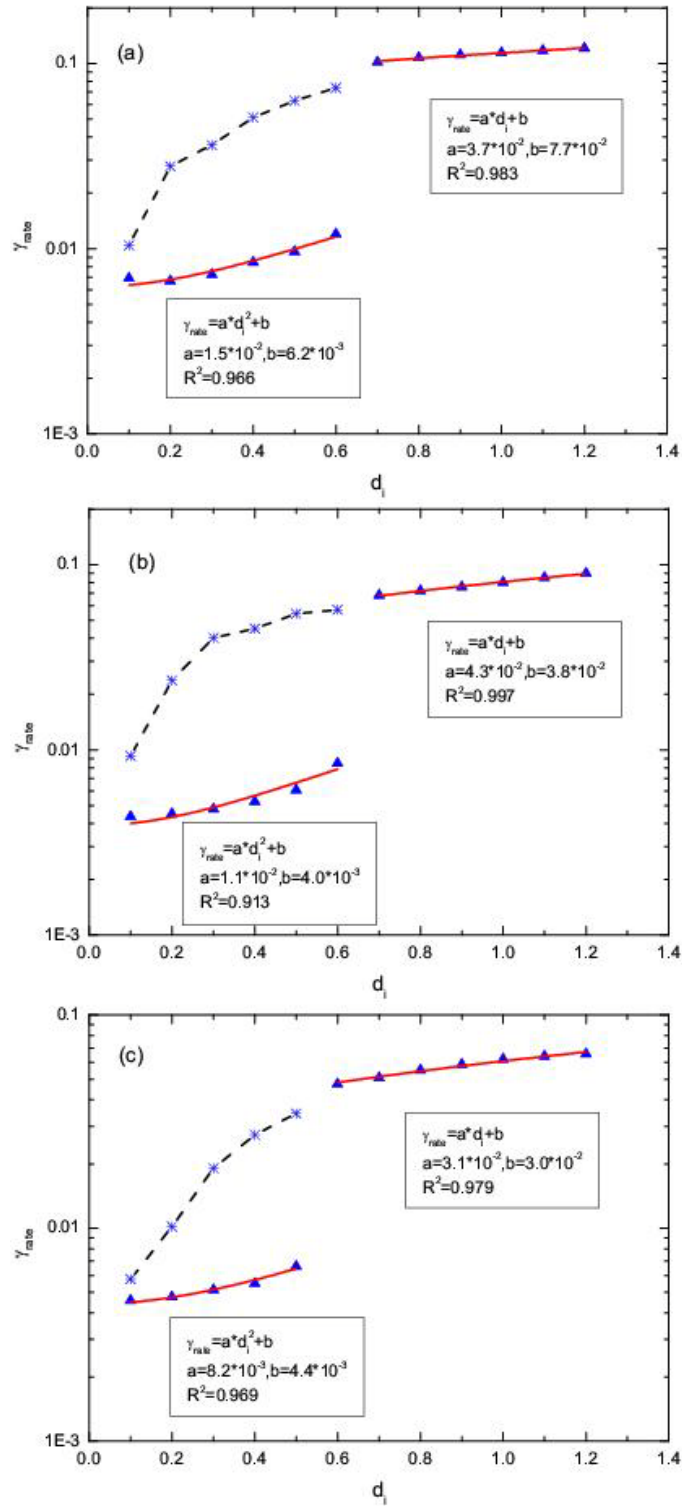 (a)
0.1
0.01
1E-3
γrate
γrate=a*di+b
a=3.7*10-2,b=7.7*10-2
R2=0.983
γrate=a*di2+b
a=1.5*10-2,b=6.2*10-3
R2=0.966
0.0 0.2 0.4 0.6 0.8 1.0 1.2 1.4
di
(b)
0.1
0.01
1E-3
γrate
γrate=a*di+b
a=4.3*10-2,b=3.8*10-2
R2=0.997
γrate=a*di2+b
a=1.1*10-2,b=4.0*10-3
R2=0.913
0.0 0.2 0.4 0.6 0.8 1.0 1.2 1.4
di
(c)
0.1
0.01
1E-3
γrate
γrate=a*di+b
a=3.1*10-2,b=3.0*10-2
R2=0.979
γrate=a*di2+b
a=8.2*10-3,b=4.4*10-3
R2=0.969
0.0 0.2 0.4 0.6 0.8 1.0 1.2 1.4
di